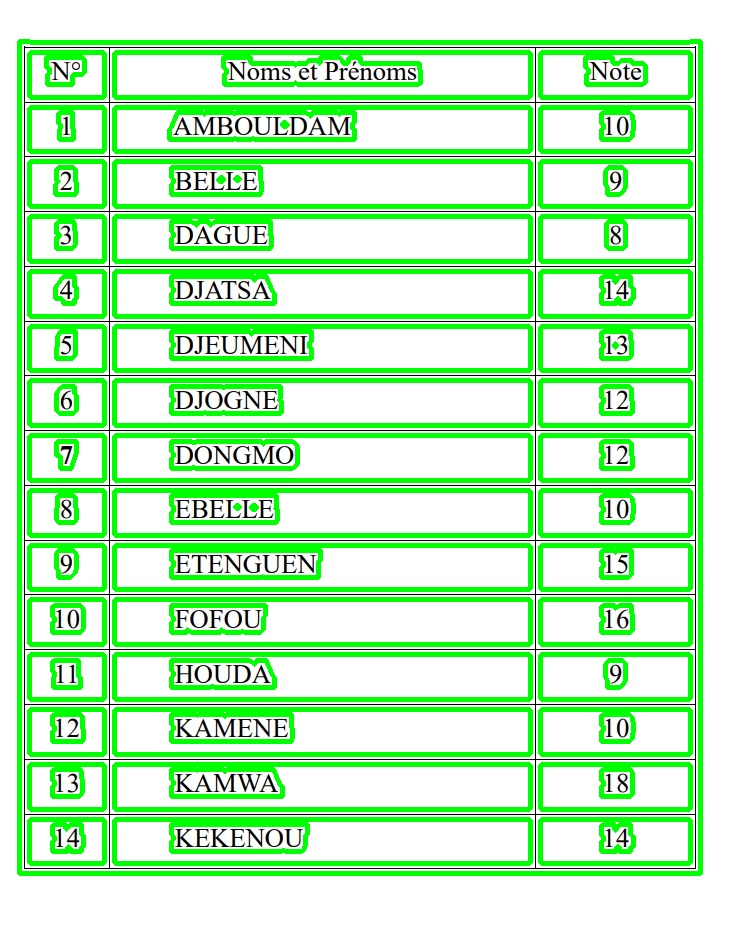 N° Noms et Prénoms Note
1 AMBOULDAM 10
2 BELLE 9
3 DAGUE 8
4 DJATSA 14
5 DJEUMENI 13
6 DJOGNE 12
7 DONGMO 12
8 EBELLE 10
9 ETENGUEN 15
10 FOFOU 16
11 HOUDA 9
12 KAMENE 10
13 KAMWA 18
14 KEKENOU 14